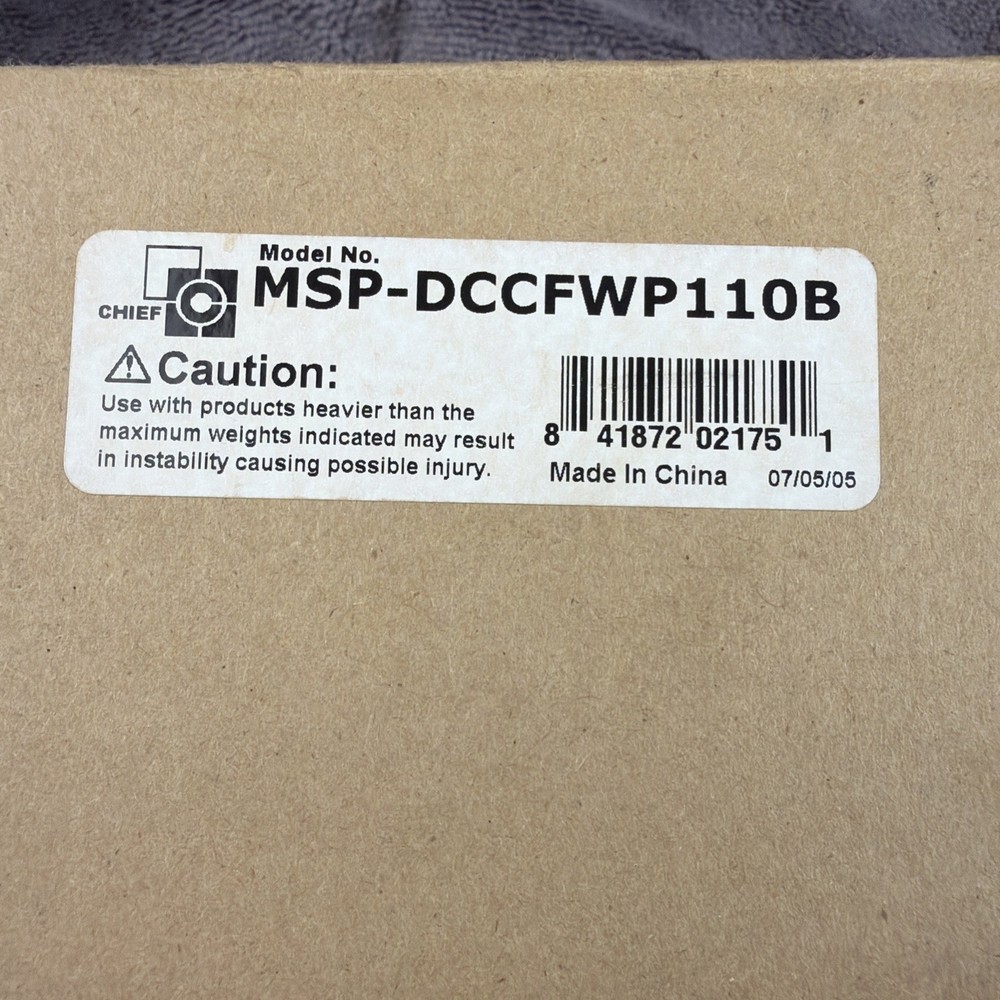 CHIEF
Model No.
MSP-DCCFWP110B
Caution:
Use with products heavier than the
maximum weights indicated may result
in instability causing possible injury.
8 41872 02175 1
Made In China 07/05/05